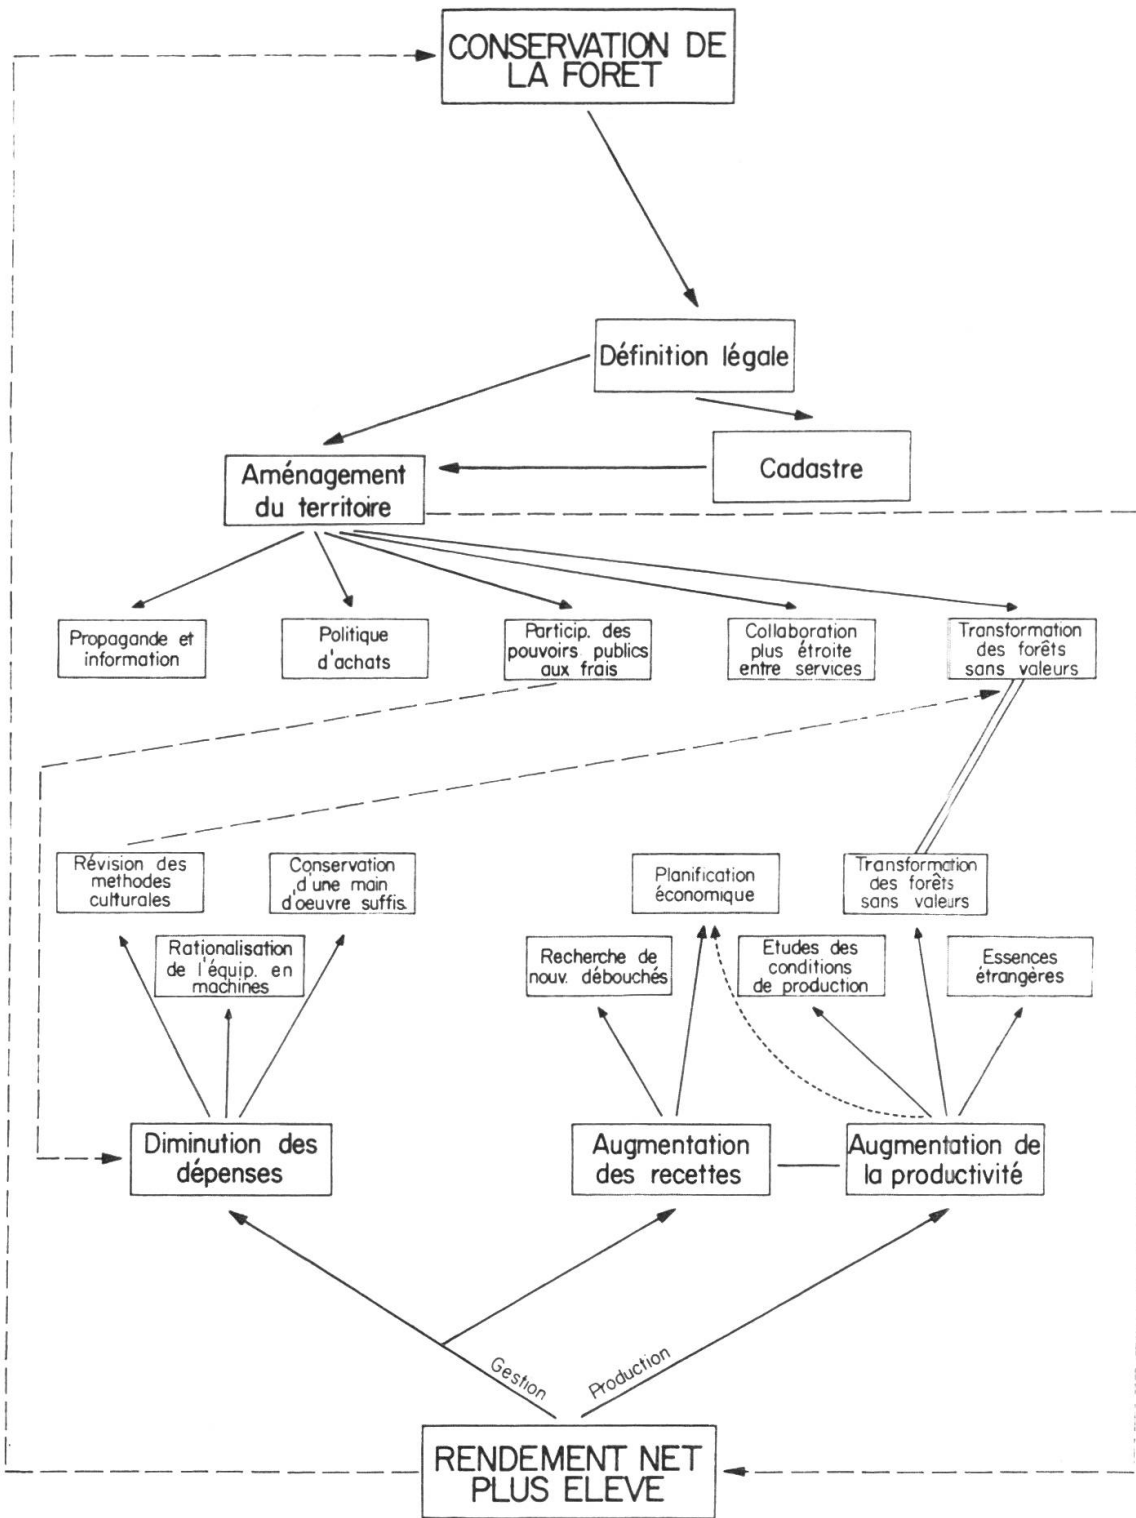 CONSERVATION DE
LA FORET
Définition légale
Cadastre
Aménagement
du territoire
Propagande et
information
Politique
d'achats
Particip. des
pouvoirs publics
aux frais
Collaboration
plus étroite
entre services
Transformation
des forêts
sans valeurs
Révision des
methodes
culturales
Conservation
d'une main
d'oeuvre suffis.
Planification
économique
Transformation
des forêts
sans valeurs
Rationalisation
de l'équip. en
machines
Recherche de
nouv. débouchés
Etudes des
conditions
de production
Essences
étrangères
Diminution des
dépenses
Augmentation
des recettes
Augmentation de
la productivité
Gestion
Production
RENDEMENT NET
PLUS ELEVE